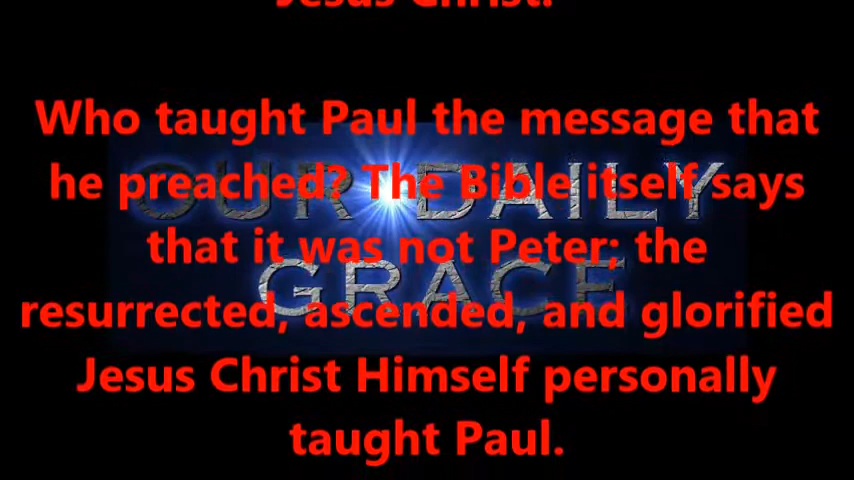 Jesus Christ.
Who taught Paul the message that
he preached? The Bible itself says
that it was not Peter; the
resurrected, ascended, and glorified
Jesus Christ Himself personally
taught Paul.
OUR DAILY
GRACE